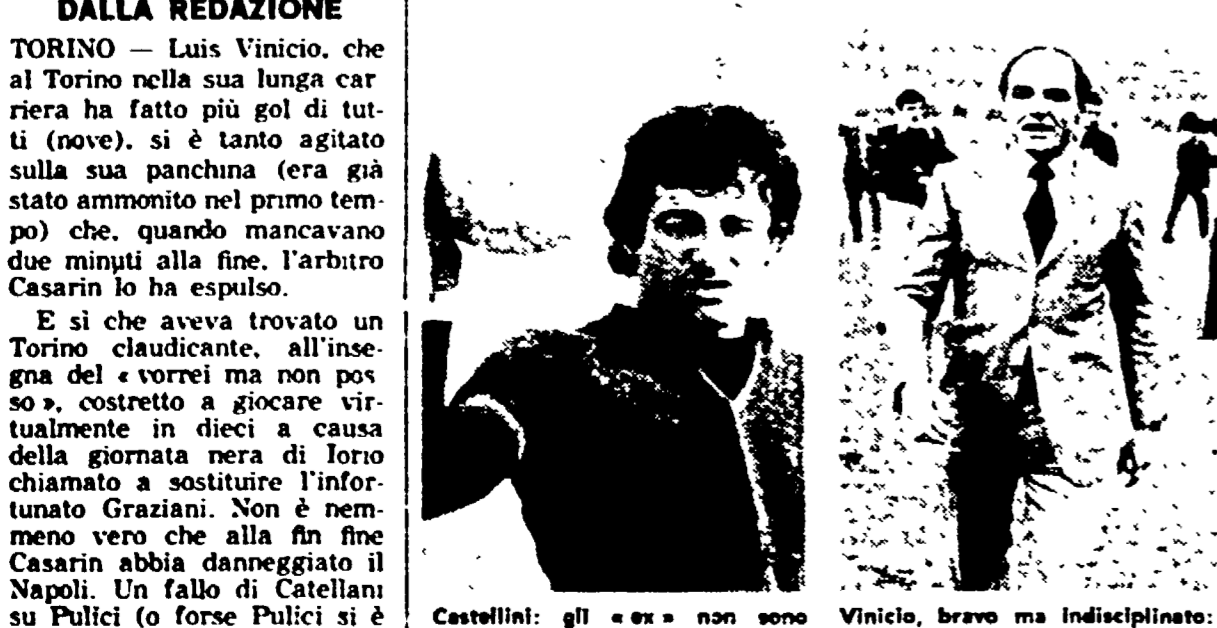 DALLA REDAZIONE
TORINO — Luis Vinicio, che
al Torino nella sua lunga car
riera ha fatto più gol di tut-
ti (nove), si è tanto agitato
sulla sua panchina (era già
stato ammonito nel primo tem-
po) che, quando mancavano
due minuti alla fine, l'arbitro
Casarin lo ha espulso.
E sì che aveva trovato un
Torino claudicante, all'inse-
gna del « vorrei ma non pos
so », costretto a giocare vir-
tualmente in dieci a causa
della giornata nera di Iorio
chiamato a sostituire l'infor-
tunato Graziani. Non è nem-
meno vero che alla fin fine
Casarin abbia danneggiato il
Napoli. Un fallo di Catellani
su Pulici (o forse Pulici si è
Castellini: gli « ex » non sono
Vinicio, bravo ma indisciplinato: